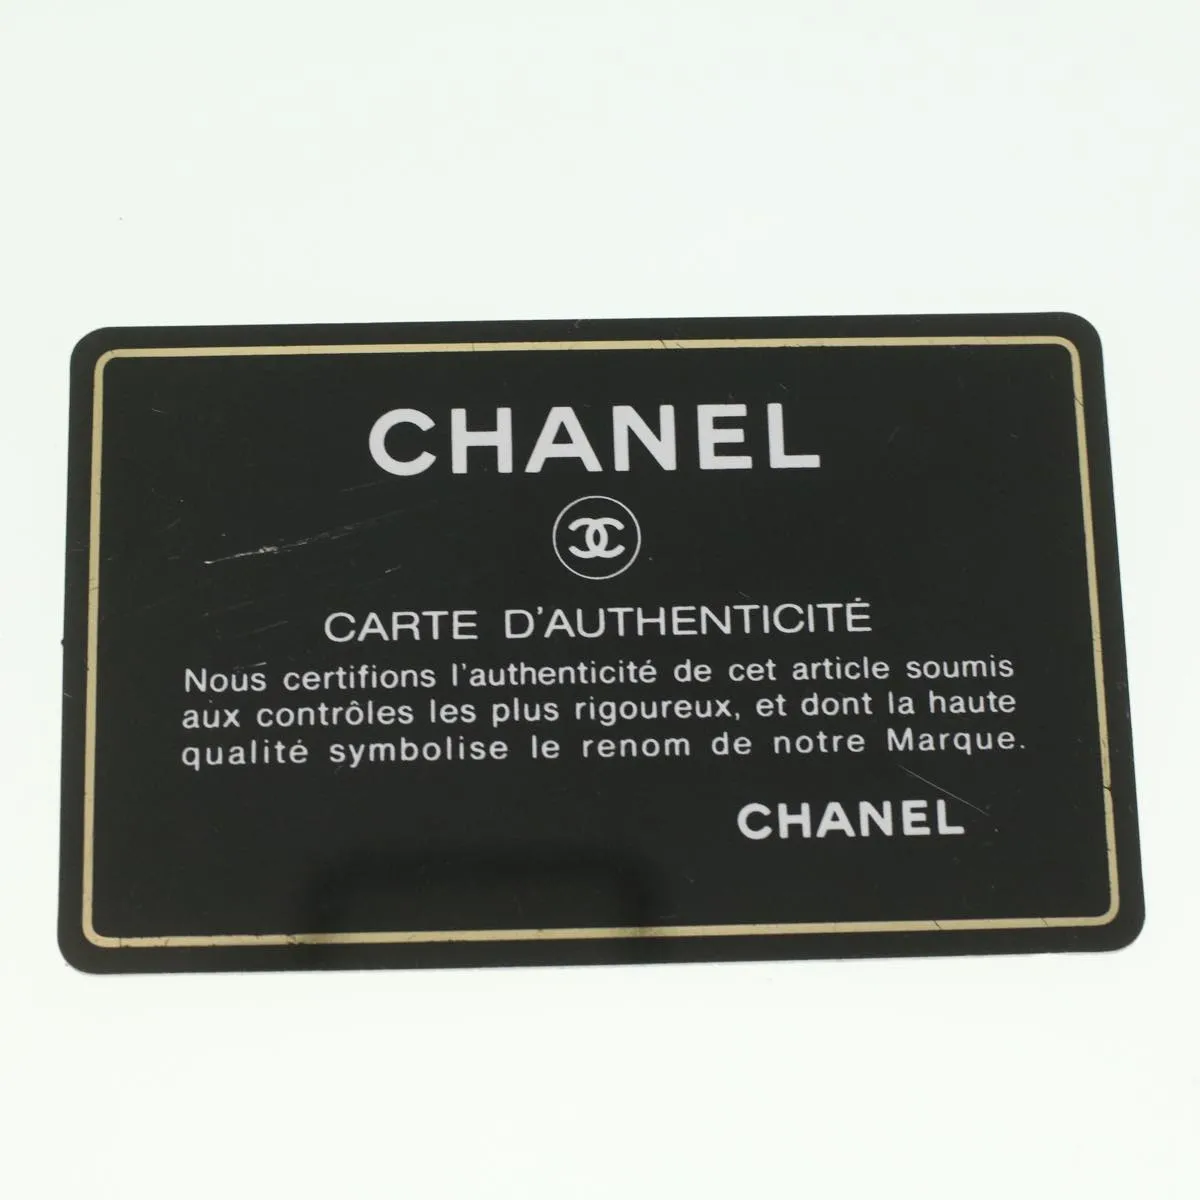 CHANEL
CARTE D'AUTHENTICITÉ
Nous certifions l'authenticité de cet article soumis
aux contrôles les plus rigoureux, et dont la haute
qualité symbolise le renom de notre Marque.
CHANEL